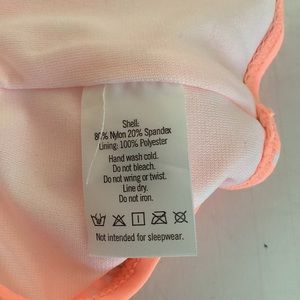 Shell:
80% Nylon 20% Spandex
Lining: 100% Polyester
Hand wash cold.
Do not bleach.
Do not wring or twist.
Line dry.
Do not iron.
Not intended for sleepwear.